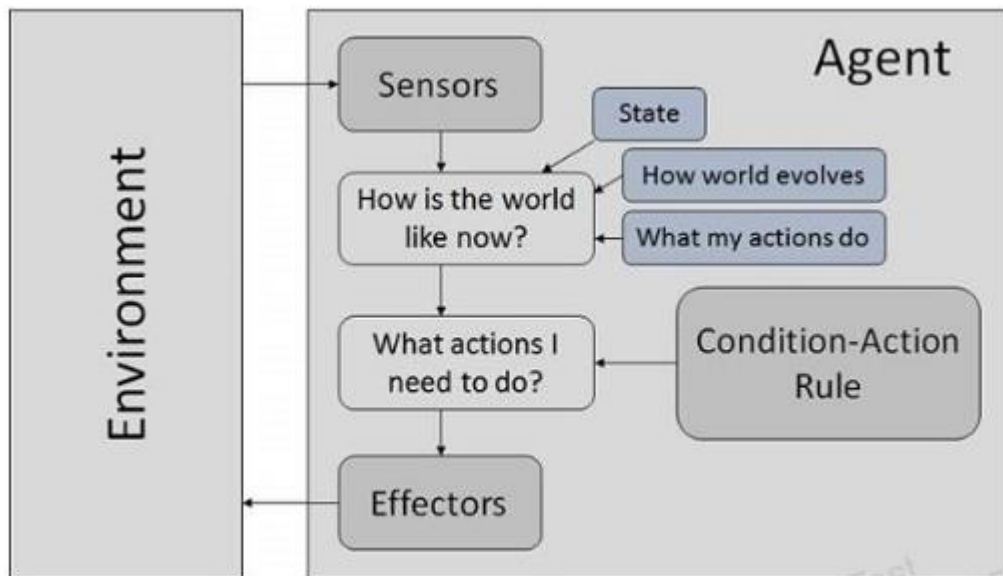 Agent
Sensors
State
How world evolves
How is the world
like now?
What my actions do
What actions I
need to do?
Condition-Action
Rule
Effectors
Environment